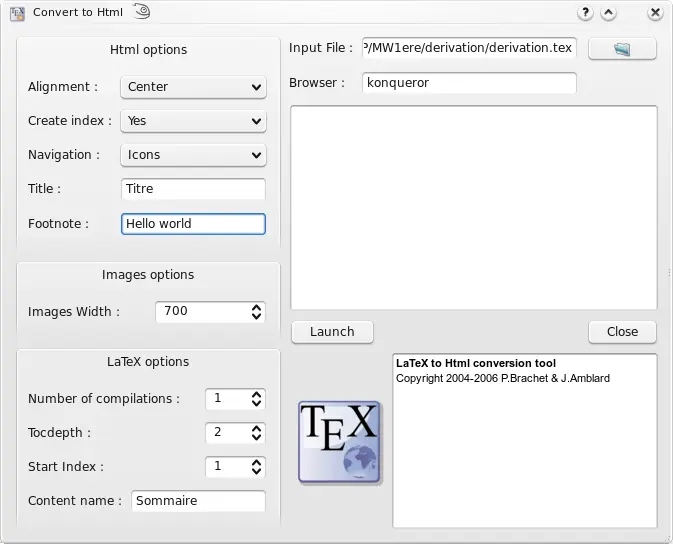 Convert to Html
Html options
Alignment : Center
Create index : Yes
Navigation : Icons
Title : Titre
Footnote : Hello world
Images options
Images Width : 700
LaTeX options
Number of compilations : 1
Tocdepth : 2
Start Index : 1
Content name : Sommaire
Input File : P/MW1ere/derivation/derivation.tex
Browser : konqueror
Launch
Close
TEX
LaTeX to Html conversion tool
Copyright 2004-2006 P.Brachet & J.Amblard